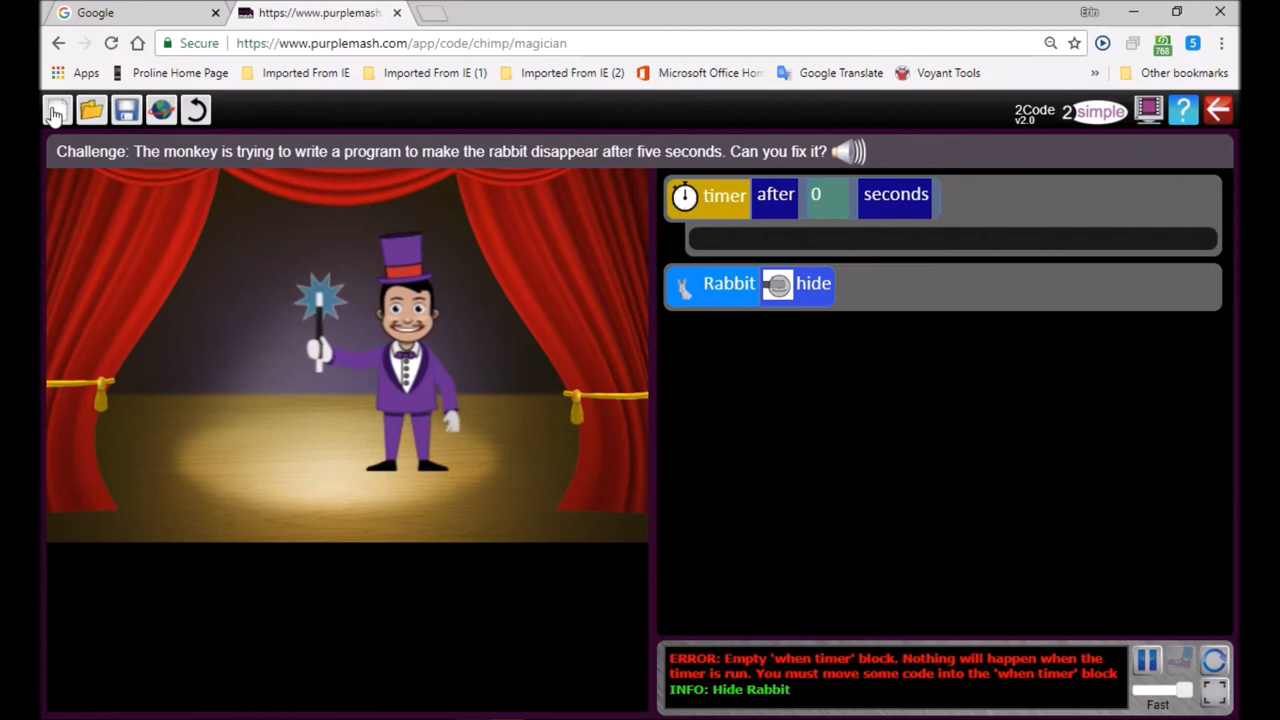 Google
https://www.purplemash.
Erin
Secure
https://www.purplemash.com/app/code/chimp/magician
768
5
Apps
Proline Home Page
Imported From IE
Imported From IE (1)
Imported From IE (2)
Microsoft Office Hom
Google Translate
Voyant Tools
»
Other bookmarks
2Code
v2.0
2simple
?
Challenge: The monkey is trying to write a program to make the rabbit disappear after five seconds. Can you fix it?
timer after 0 seconds
Rabbit hide
ERROR: Empty 'when timer' block. Nothing will happen when the
timer is run. You must move some code into the 'when timer' block
INFO: Hide Rabbit
Fast